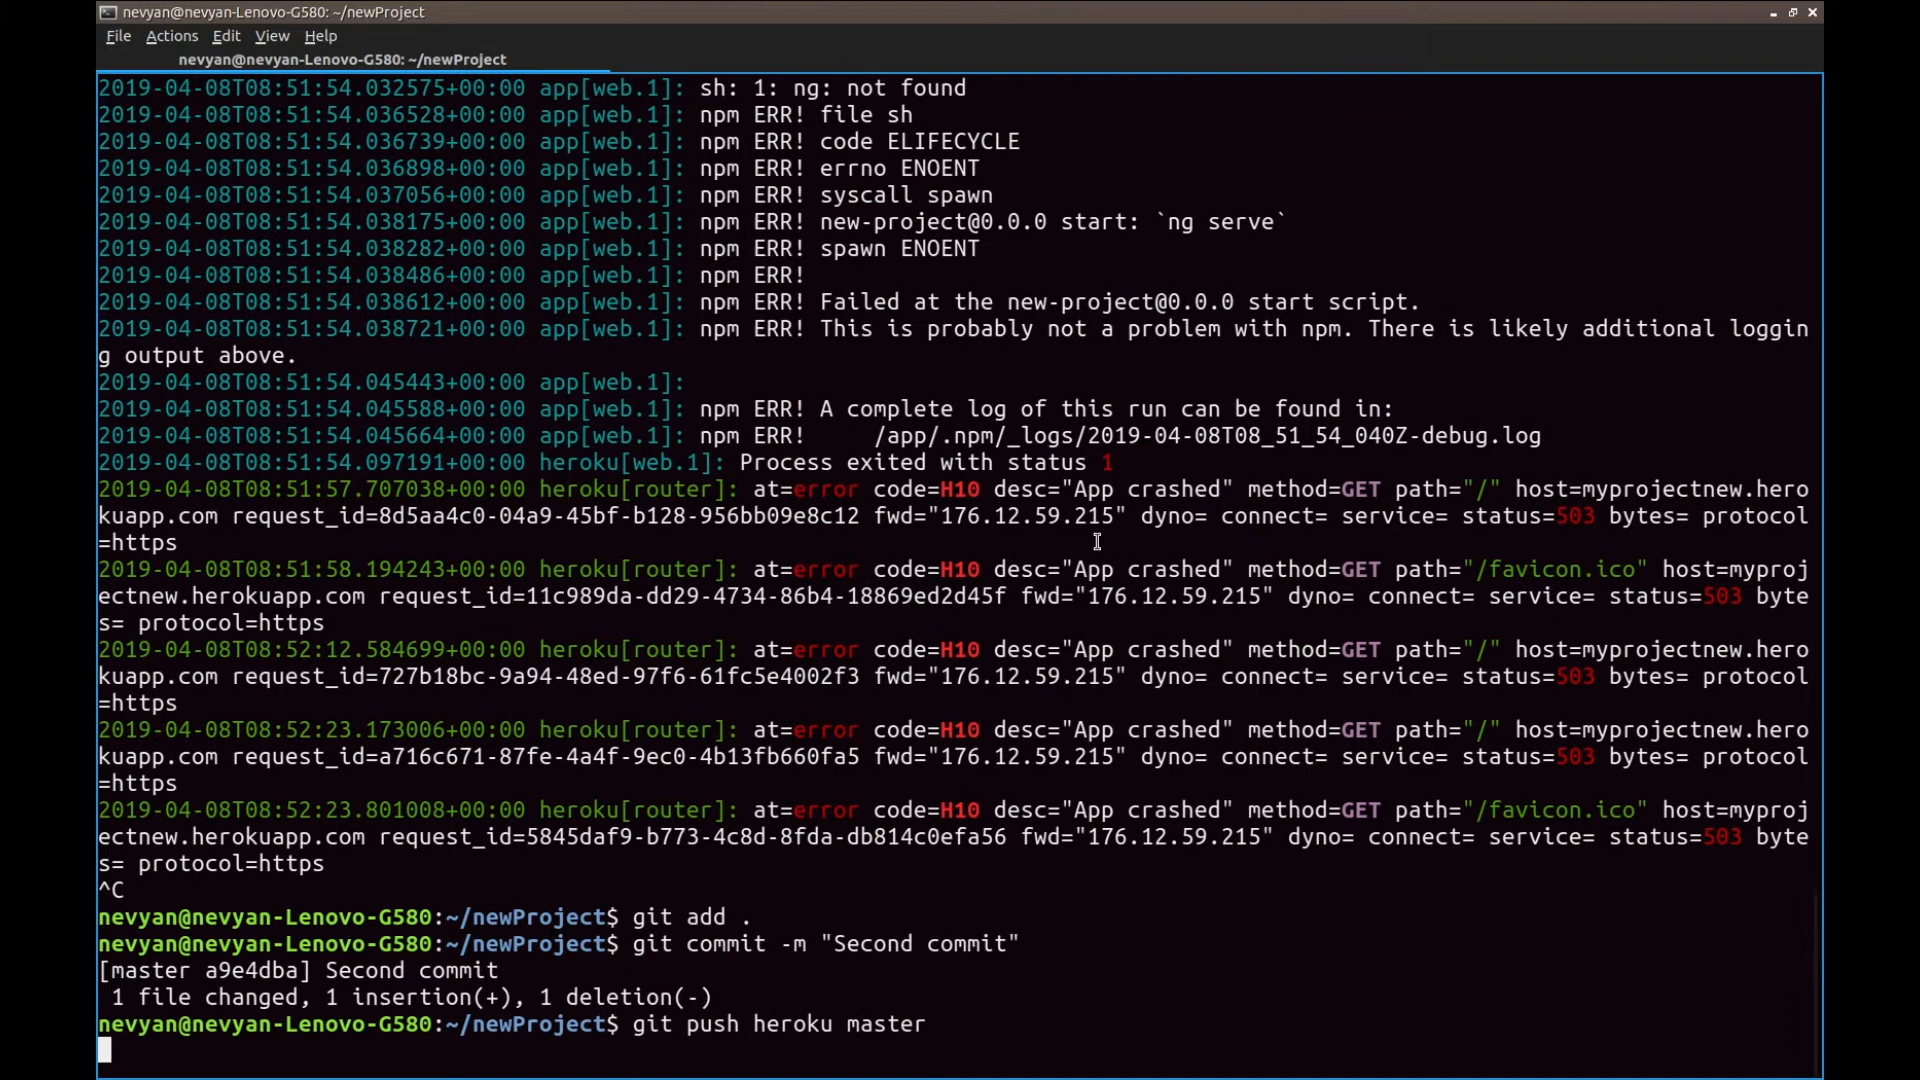 nevyan@nevyan-Lenovo-G580: ~/newProject
File Actions Edit View Help
nevyan@nevyan-Lenovo-G580: ~/newProject
2019-04-08T08:51:54.032575+00:00 app[web.1]: sh: 1: ng: not found
2019-04-08T08:51:54.036528+00:00 app[web.1]: npm ERR! file sh
2019-04-08T08:51:54.036739+00:00 app[web.1]: npm ERR! code ELIFECYCLE
2019-04-08T08:51:54.036898+00:00 app[web.1]: npm ERR! errno ENOENT
2019-04-08T08:51:54.037056+00:00 app[web.1]: npm ERR! syscall spawn
2019-04-08T08:51:54.038175+00:00 app[web.1]: npm ERR! new-project@0.0.0 start: `ng serve`
2019-04-08T08:51:54.038282+00:00 app[web.1]: npm ERR! spawn ENOENT
2019-04-08T08:51:54.038486+00:00 app[web.1]: npm ERR!
2019-04-08T08:51:54.038612+00:00 app[web.1]: npm ERR! Failed at the new-project@0.0.0 start script.
2019-04-08T08:51:54.038721+00:00 app[web.1]: npm ERR! This is probably not a problem with npm. There is likely additional loggin
g output above.
2019-04-08T08:51:54.045443+00:00 app[web.1]:
2019-04-08T08:51:54.045588+00:00 app[web.1]: npm ERR! A complete log of this run can be found in:
2019-04-08T08:51:54.045664+00:00 app[web.1]: npm ERR!     /app/.npm/_logs/2019-04-08T08_51_54_040Z-debug.log
2019-04-08T08:51:54.097191+00:00 heroku[web.1]: Process exited with status 1
2019-04-08T08:51:57.707038+00:00 heroku[router]: at=error code=H10 desc="App crashed" method=GET path="/" host=myprojectnew.hero
kuapp.com request_id=8d5aa4c0-04a9-45bf-b128-956bb09e8c12 fwd="176.12.59.215" dyno= connect= service= status=503 bytes= protocol
=https
2019-04-08T08:51:58.194243+00:00 heroku[router]: at=error code=H10 desc="App crashed" method=GET path="/favicon.ico" host=myproj
ectnew.herokuapp.com request_id=11c989da-dd29-4734-86b4-18869ed2d45f fwd="176.12.59.215" dyno= connect= service= status=503 byte
s= protocol=https
2019-04-08T08:52:12.584699+00:00 heroku[router]: at=error code=H10 desc="App crashed" method=GET path="/" host=myprojectnew.hero
kuapp.com request_id=727b18bc-9a94-48ed-97f6-61fc5e4002f3 fwd="176.12.59.215" dyno= connect= service= status=503 bytes= protocol
=https
2019-04-08T08:52:23.173006+00:00 heroku[router]: at=error code=H10 desc="App crashed" method=GET path="/" host=myprojectnew.hero
kuapp.com request_id=a716c671-87fe-4a4f-9ec0-4b13fb660fa5 fwd="176.12.59.215" dyno= connect= service= status=503 bytes= protocol
=https
2019-04-08T08:52:23.801008+00:00 heroku[router]: at=error code=H10 desc="App crashed" method=GET path="/favicon.ico" host=myproj
ectnew.herokuapp.com request_id=5845daf9-b773-4c8d-8fda-db814c0efa56 fwd="176.12.59.215" dyno= connect= service= status=503 byte
s= protocol=https
^C
nevyan@nevyan-Lenovo-G580:~/newProject$ git add .
nevyan@nevyan-Lenovo-G580:~/newProject$ git commit -m "Second commit"
[master a9e4dba] Second commit
 1 file changed, 1 insertion(+), 1 deletion(-)
nevyan@nevyan-Lenovo-G580:~/newProject$ git push heroku master